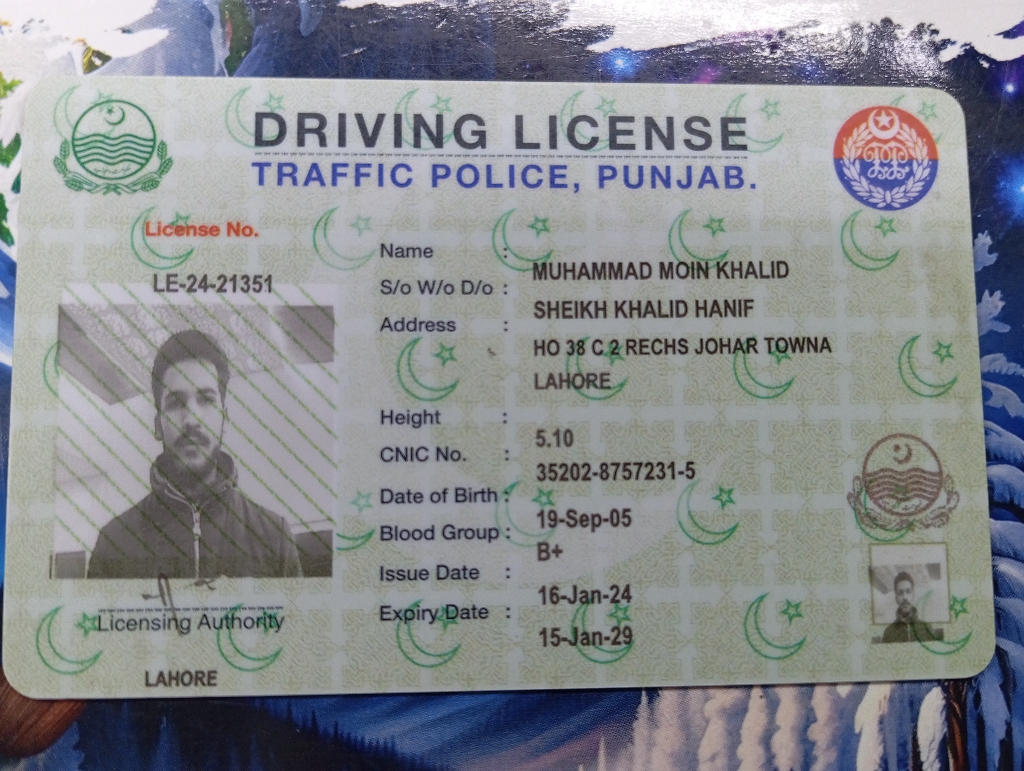 DRIVING LICENSE
TRAFFIC POLICE, PUNJAB.
License No.
LE-24-21351
Name : MUHAMMAD MOIN KHALID
S/o W/o D/o : SHEIKH KHALID HANIF
Address : HO 38 C 2 RECHS JOHAR TOWNA
LAHORE
Height : 5.10
CNIC No. : 35202-8757231-5
Date of Birth : 19-Sep-05
Blood Group : B+
Issue Date : 16-Jan-24
Expiry Date : 15-Jan-29
Licensing Authority
LAHORE